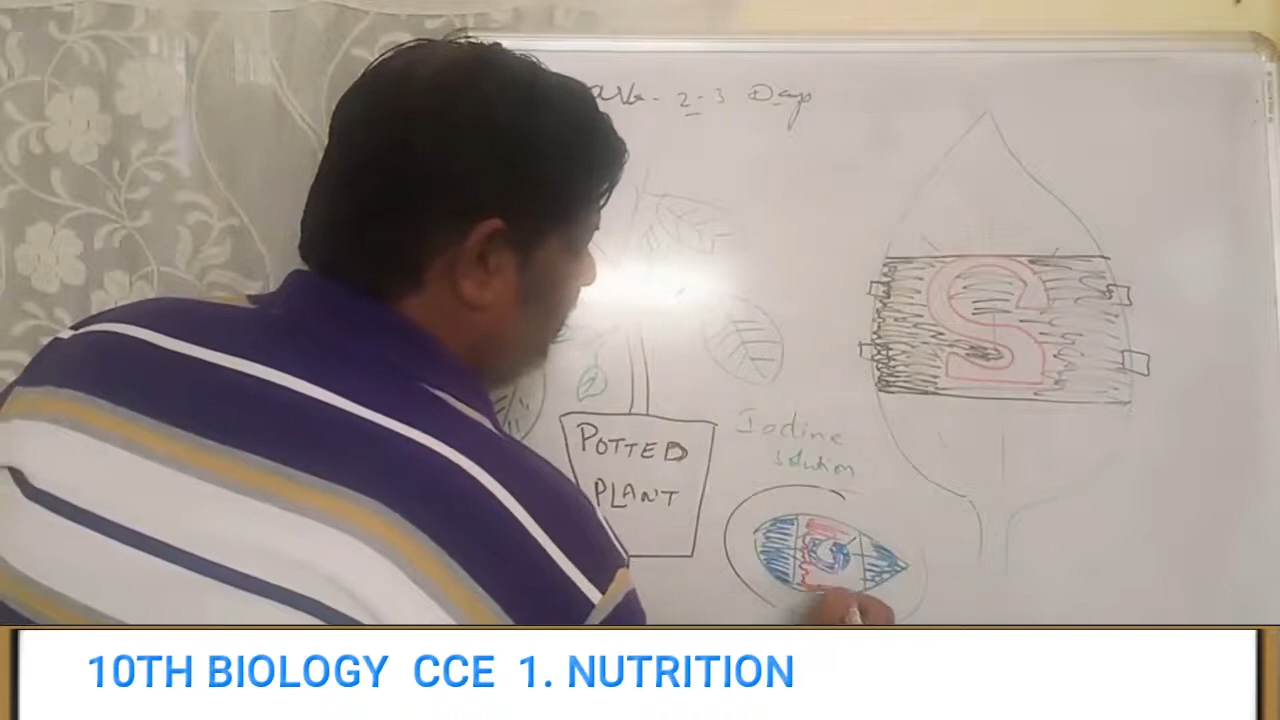 2-3 Days
S
Iodine
solution
POTTED
PLANT
S
10TH BIOLOGY CCE 1. NUTRITION